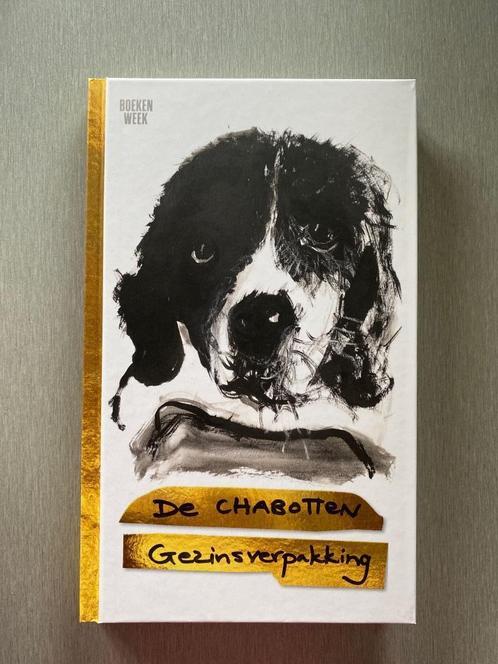 BOEKEN
WEEK
De CHABOTTEN
Gezinsverpakking